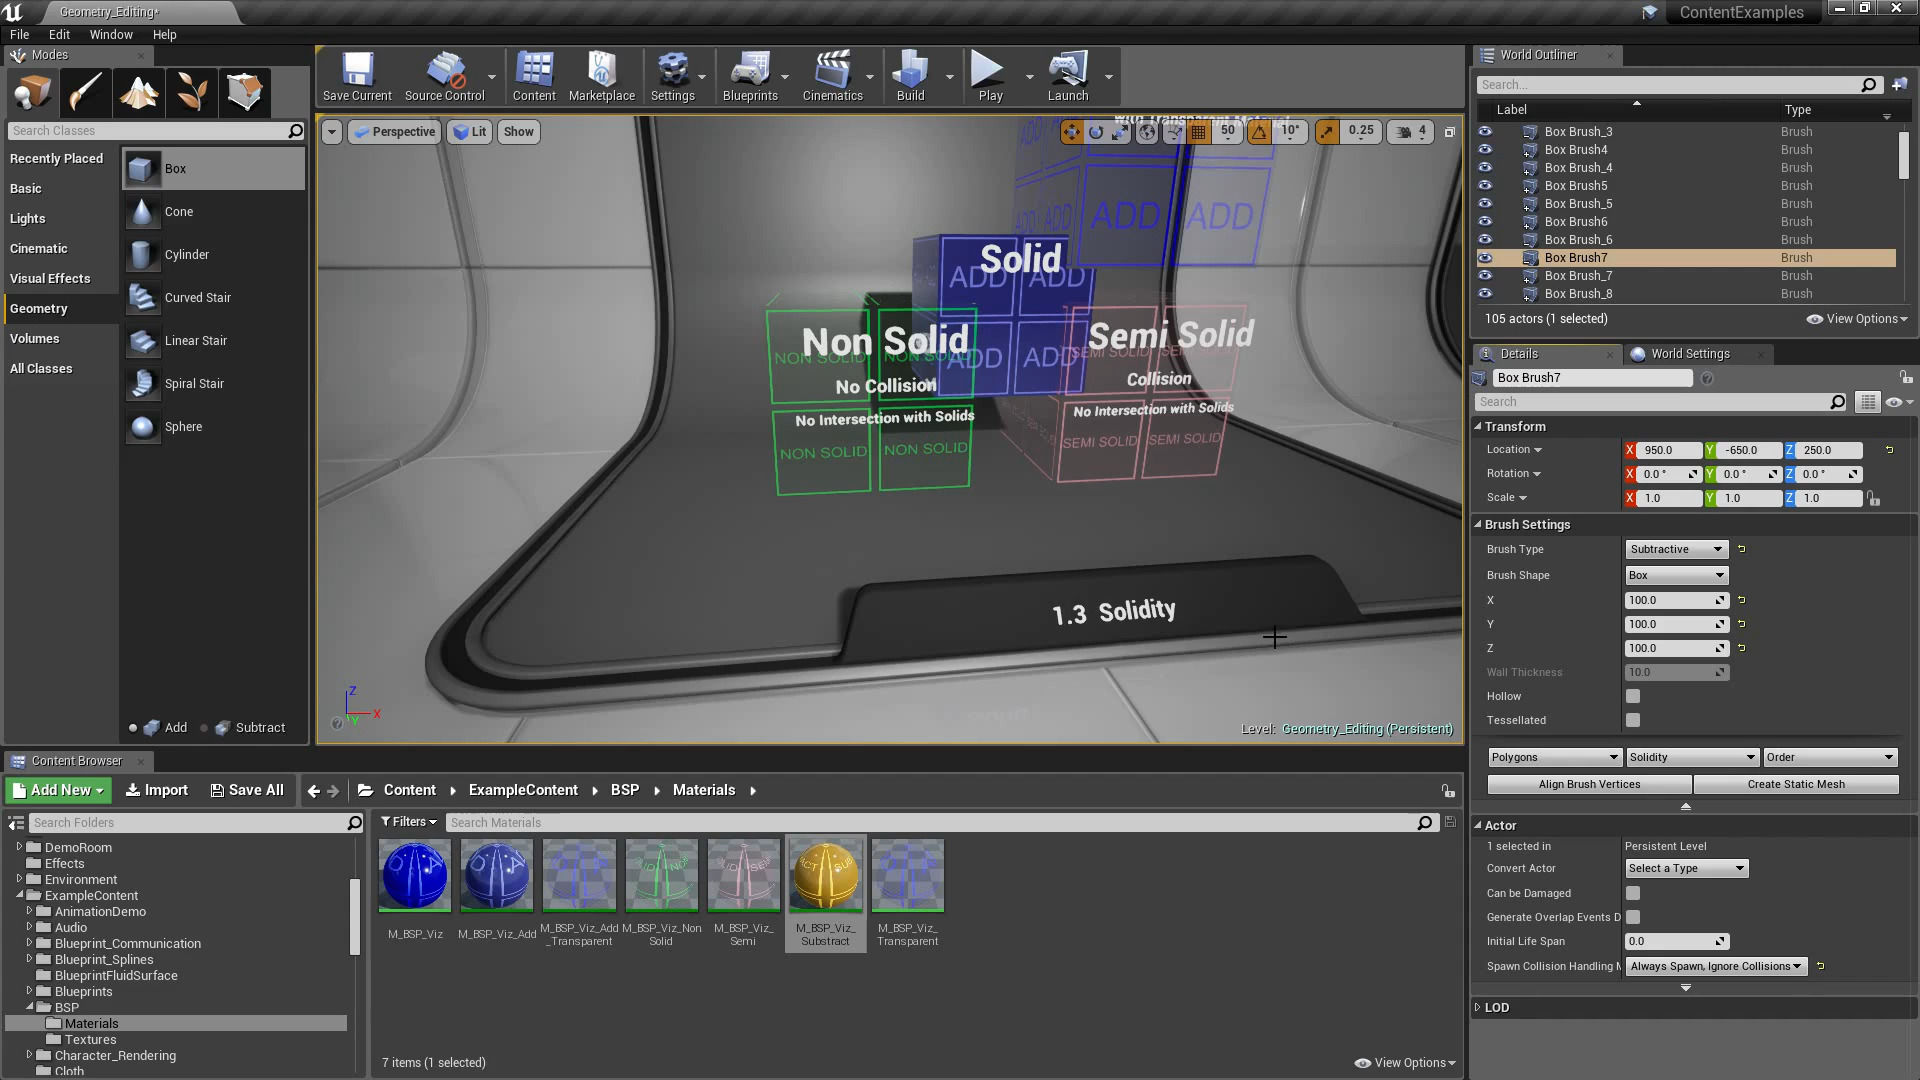 Geometry_Editing*
ContentExamples
File Edit Window Help
Modes
Search Classes
Recently Placed
Basic
Lights
Cinematic
Visual Effects
Geometry
Volumes
All Classes
Box
Cone
Cylinder
Curved Stair
Linear Stair
Spiral Stair
Sphere
Add Subtract
Save Current Source Control Content Marketplace Settings Blueprints Cinematics Build Play Launch
Perspective Lit Show
50 10° 0.25 4
with Transparent Material
ADD ADD
ADD ADD
Solid
ADD ADD
ADD ADD
Non Solid
NON SOLID NON SOLID
No Collision
No Intersection with Solids
NON SOLID NON SOLID
Semi Solid
SEMI SOLID SEMI SOLID
Collision
No Intersection with Solids
SEMI SOLID SEMI SOLID
1.3 Solidity
Z
X
Y
Level: Geometry_Editing (Persistent)
World Outliner
Search...
Label Type
Box Brush_3 Brush
Box Brush4 Brush
Box Brush_4 Brush
Box Brush5 Brush
Box Brush_5 Brush
Box Brush6 Brush
Box Brush_6 Brush
Box Brush7 Brush
Box Brush_7 Brush
Box Brush_8 Brush
105 actors (1 selected) View Options
Details World Settings
Box Brush7
Search
Transform
Location X 950.0 Y -650.0 Z 250.0
Rotation X 0.0 ° Y 0.0 ° Z 0.0 °
Scale X 1.0 Y 1.0 Z 1.0
Brush Settings
Brush Type Subtractive
Brush Shape Box
X 100.0
Y 100.0
Z 100.0
Wall Thickness 10.0
Hollow
Tessellated
Polygons Solidity Order
Align Brush Vertices Create Static Mesh
Actor
1 selected in Persistent Level
Convert Actor Select a Type
Can be Damaged
Generate Overlap Events D
Initial Life Span 0.0
Spawn Collision Handling M Always Spawn, Ignore Collisions
LOD
Content Browser
Add New Import Save All Content ExampleContent BSP Materials
Search Folders
DemoRoom
Effects
Environment
ExampleContent
AnimationDemo
Audio
Blueprint_Communication
Blueprint_Splines
BlueprintFluidSurface
Blueprints
BSP
Materials
Textures
Character_Rendering
Cloth
Filters Search Materials
M_BSP_Viz
M_BSP_Viz_Add
M_BSP_Viz_Add
_Transparent
M_BSP_Viz_Non
Solid
M_BSP_Viz_
Semi
M_BSP_Viz_
Substract
M_BSP_Viz_
Transparent
7 items (1 selected) View Options